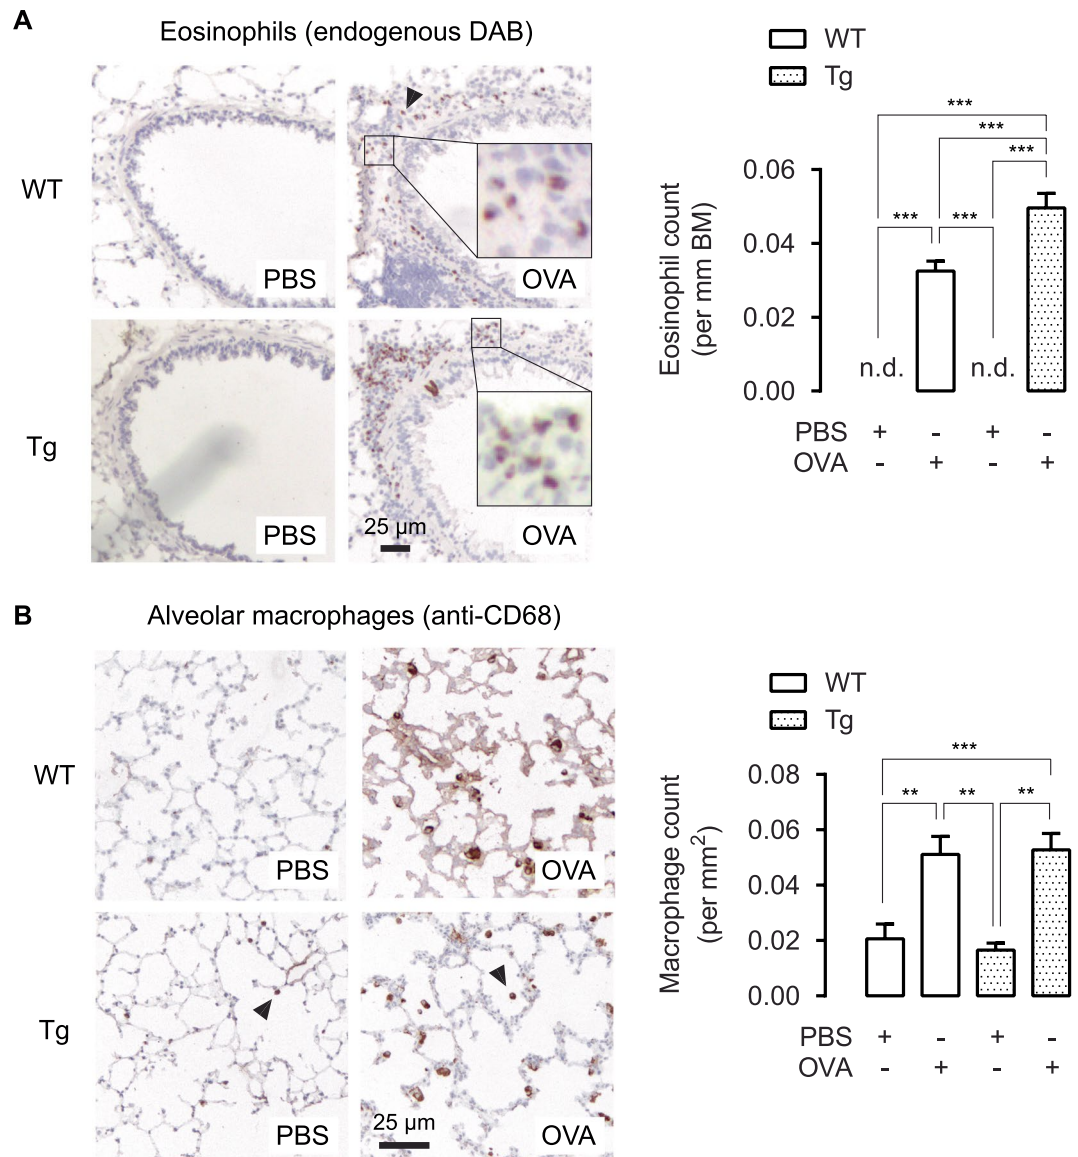 A
Eosinophils (endogenous DAB)
WT
PBS
OVA
Tg
PBS
25 µm
OVA
WT
Tg
***
***
***
***
***
Eosinophil count
(per mm BM)
0.06
0.04
0.02
0.00
n.d.
n.d.
PBS + - + -
OVA - + - +
B
Alveolar macrophages (anti-CD68)
WT
PBS
OVA
Tg
PBS
25 µm
OVA
WT
Tg
***
**
**
**
Macrophage count
(per mm²)
0.08
0.06
0.04
0.02
0.00
PBS + - + -
OVA - + - +